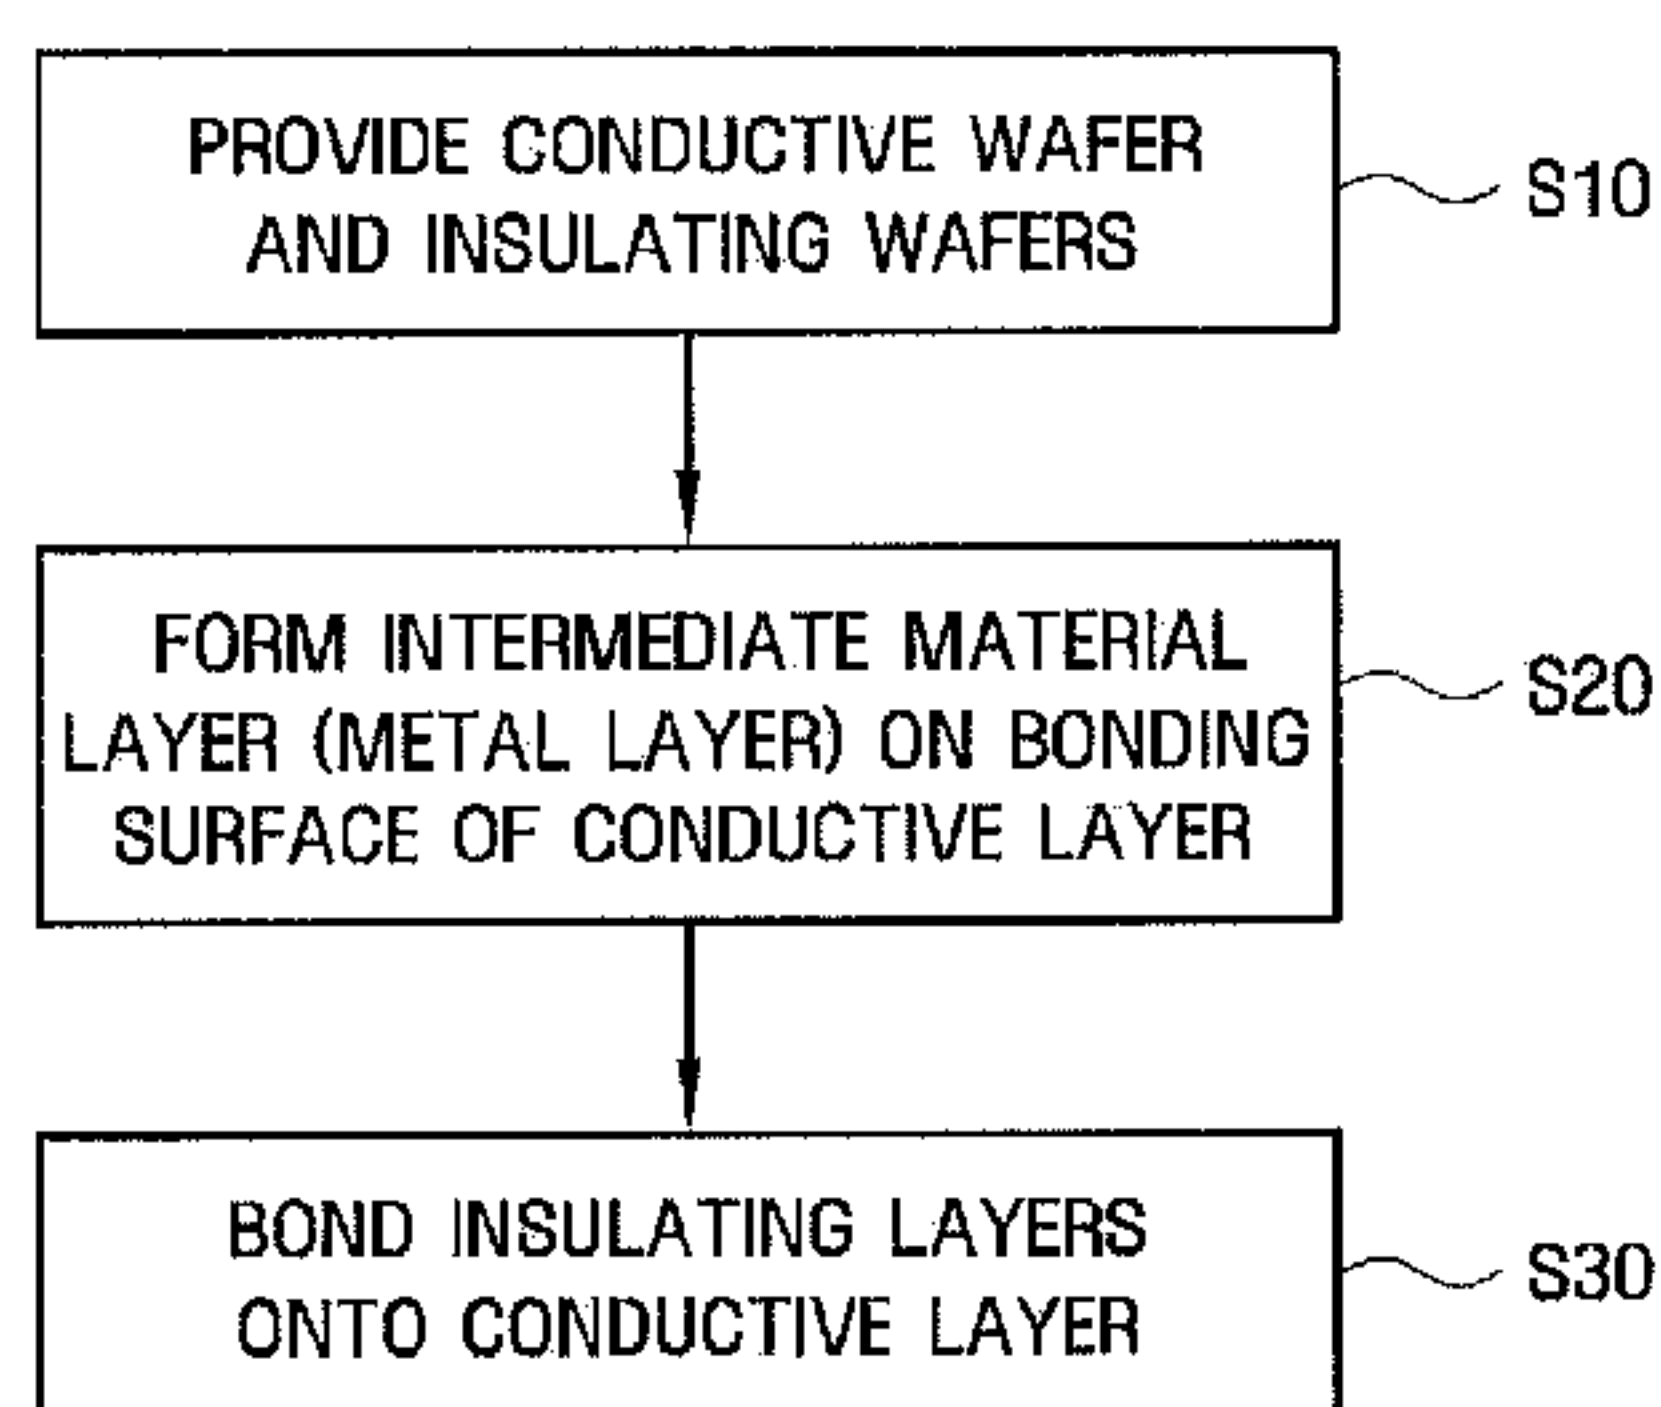 PROVIDE CONDUCTIVE WAFER
AND INSULATING WAFERS
S10
FORM INTERMEDIATE MATERIAL
LAYER (METAL LAYER) ON BONDING
SURFACE OF CONDUCTIVE LAYER
S20
BOND INSULATING LAYERS
ONTO CONDUCTIVE LAYER
S30